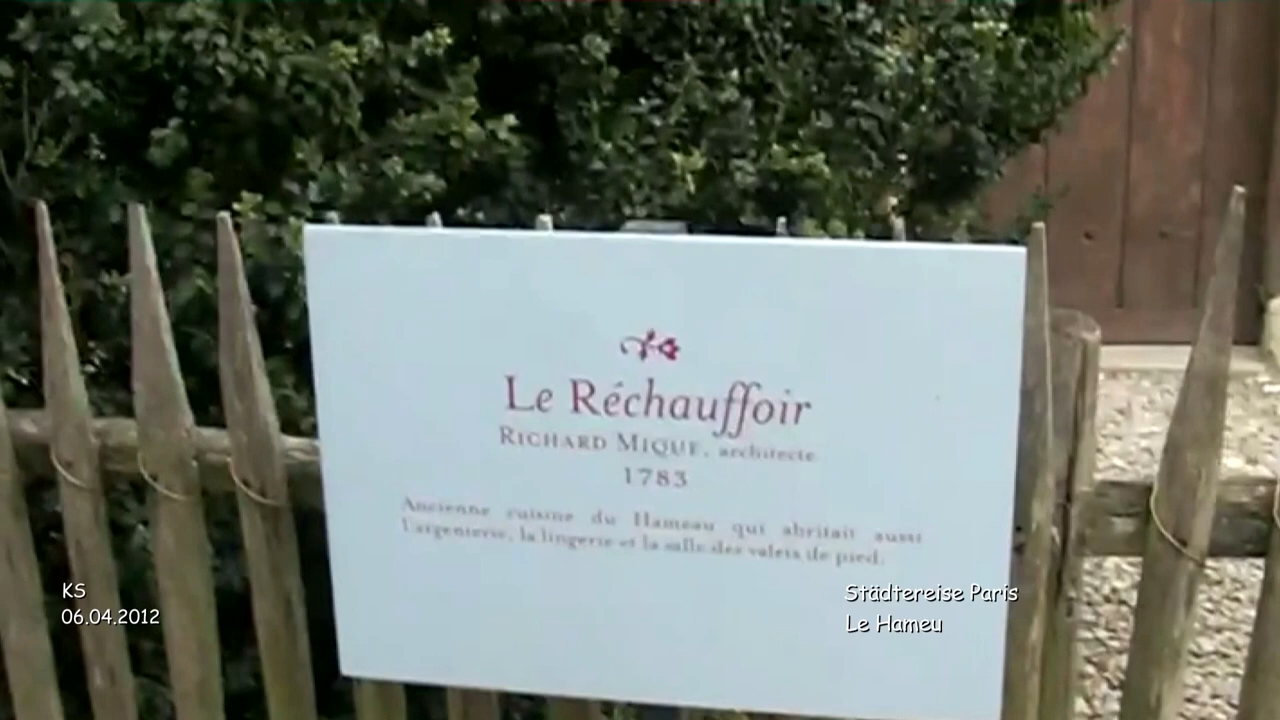 Le Réchauffoir
RICHARD MIQUE, architecte
1783
Ancienne cuisine du Hameau qui abritait aussi
l'argenterie, la lingerie et la salle des valets de pied.
KS
06.04.2012
Städtereise Paris
Le Hameu